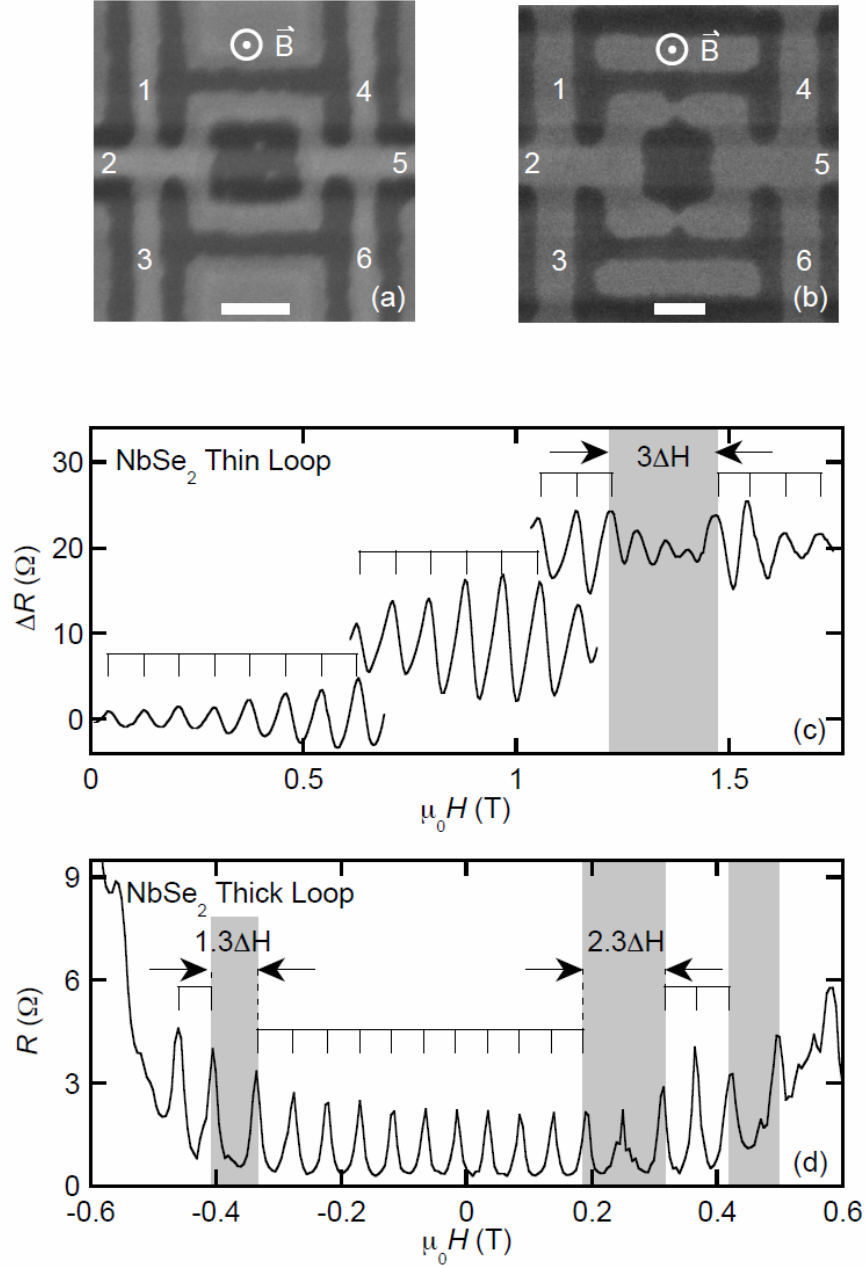 B⃗
B⃗
1
4
1
4
2
5
2
5
3
6
3
6
(a)
(b)
30
20
10
0
ΔR (Ω)
NbSe₂ Thin Loop
3ΔH
(c)
0
0.5
1
1.5
μ₀H (T)
9
6
3
0
R (Ω)
NbSe₂ Thick Loop
1.3ΔH
2.3ΔH
(d)
-0.6
-0.4
-0.2
0
0.2
0.4
0.6
μ₀H (T)